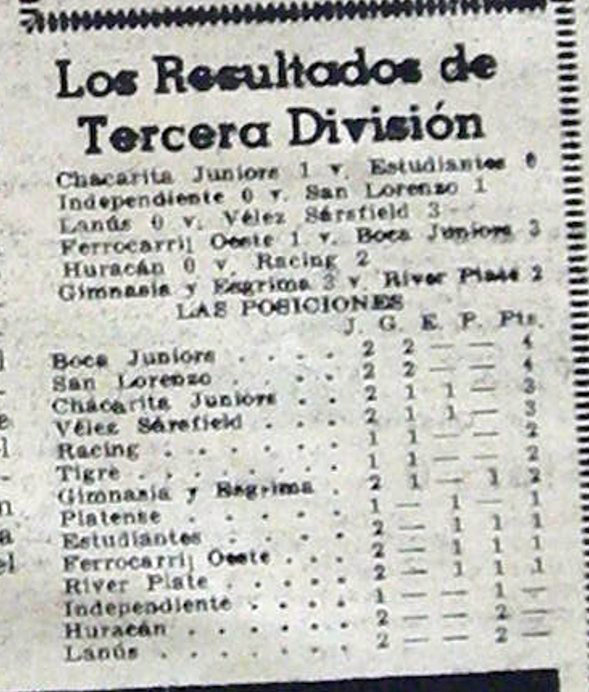 Los Resultados de
Tercera División
Chacarita Juniors 1 v. Estudiantes 0
Independiente 0 v. San Lorenzo 1
Lanús 0 v. Vélez Sársfield 3
Ferrocarril Oeste 1 v. Boca Juniors 3
Huracán 0 v. Racing 2
Gimnasia y Esgrima 3 v. River Plate 2
LAS POSICIONES
J. G. E. P. Pts.
Boca Juniors . . . . 2 2 — — 4
San Lorenzo . . . . 2 2 — — 4
Chacarita Juniors . . 2 1 1 — 3
Vélez Sársfield . . . 2 1 1 — 3
Racing . . . . . . 1 1 — — 2
Tigre . . . . . . . 1 1 — — 2
Gimnasia y Esgrima . 2 1 — 1 2
Platense . . . . . 1 — 1 — 1
Estudiantes . . . . 2 — 1 1 1
Ferrocarril Oeste . . . 2 — 1 1 1
River Plate . . . . 2 — 1 1 1
Independiente . . . . 1 — — 1 —
Huracán . . . . . 2 — — 2 —
Lanús . . . . . . 2 — — 2 —